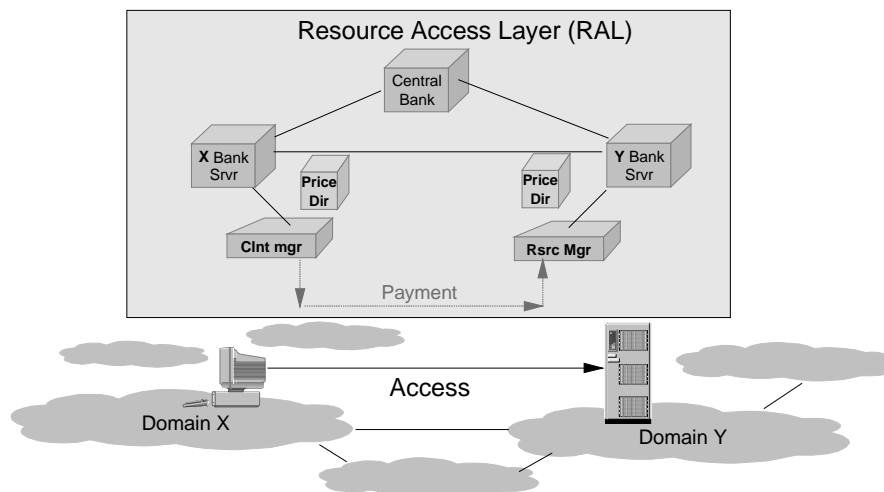 Resource Access Layer (RAL)
Central
Bank
X Bank
Srvr
Y Bank
Srvr
Price
Dir
Price
Dir
Clnt mgr
Rsrc Mgr
Payment
Access
Domain X
Domain Y